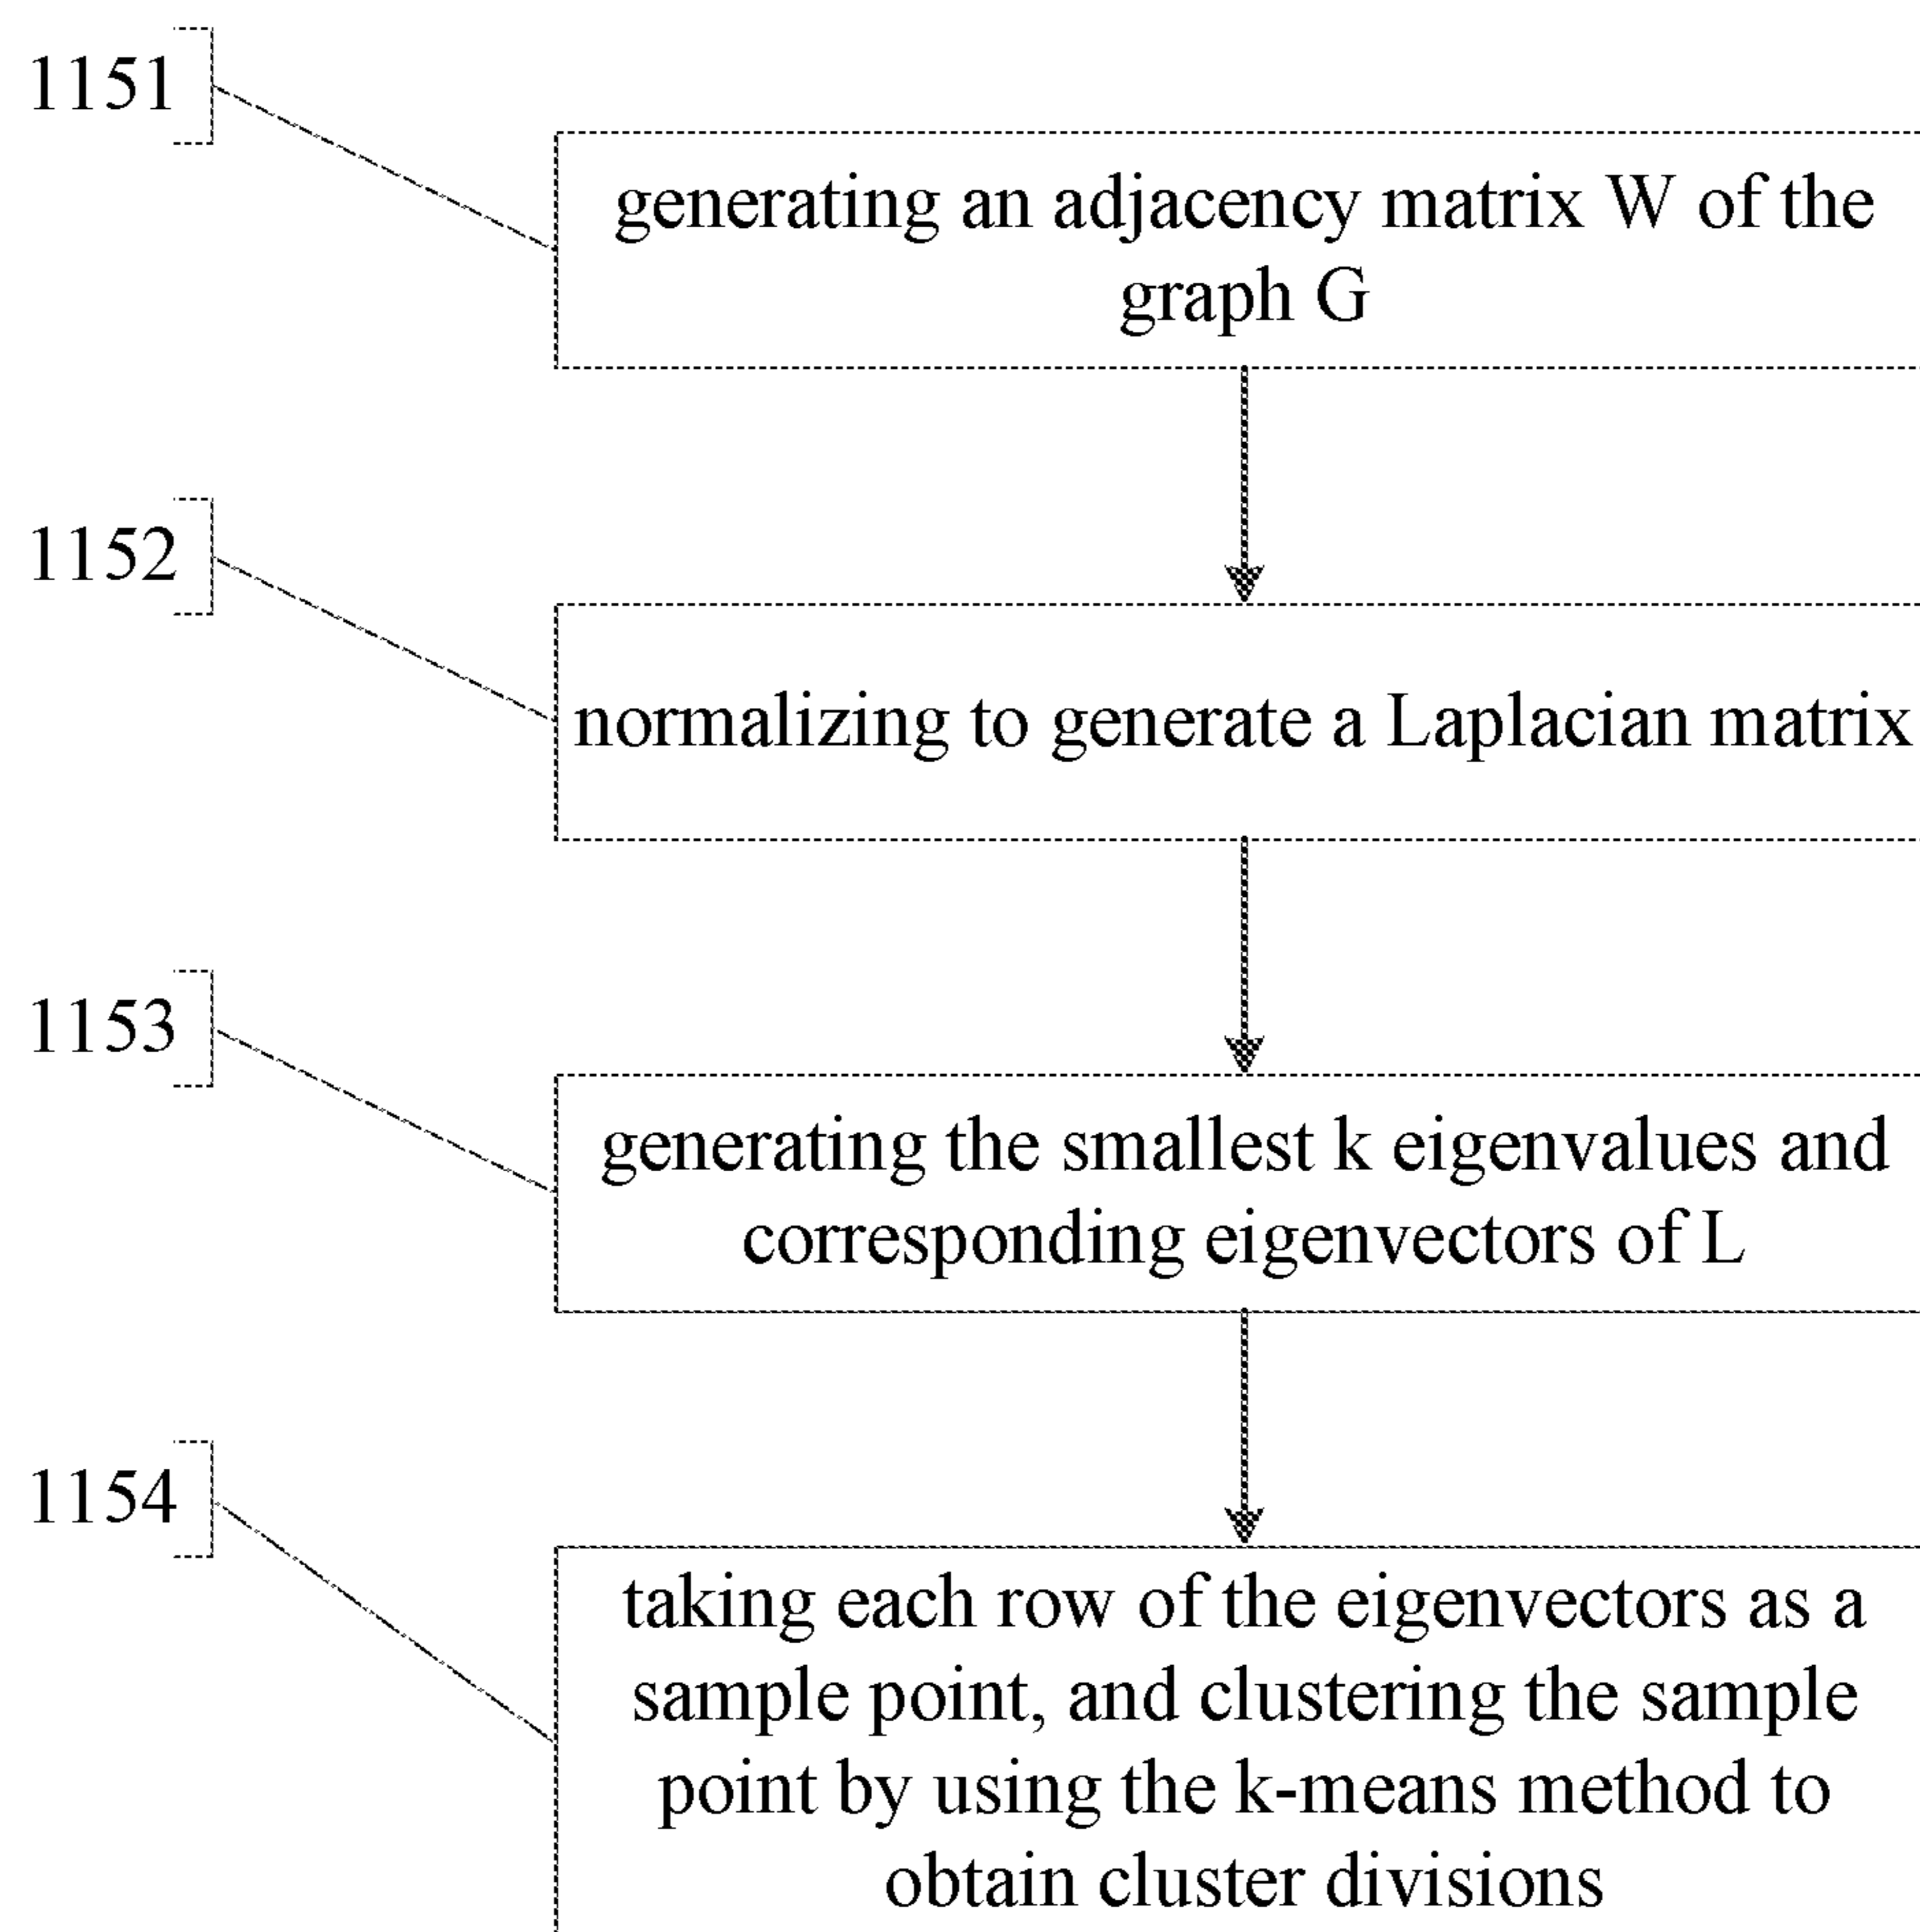 1151
generating an adjacency matrix W of the
graph G
1152
normalizing to generate a Laplacian matrix
1153
generating the smallest k eigenvalues and
corresponding eigenvectors of L
1154
taking each row of the eigenvectors as a
sample point, and clustering the sample
point by using the k-means method to
obtain cluster divisions